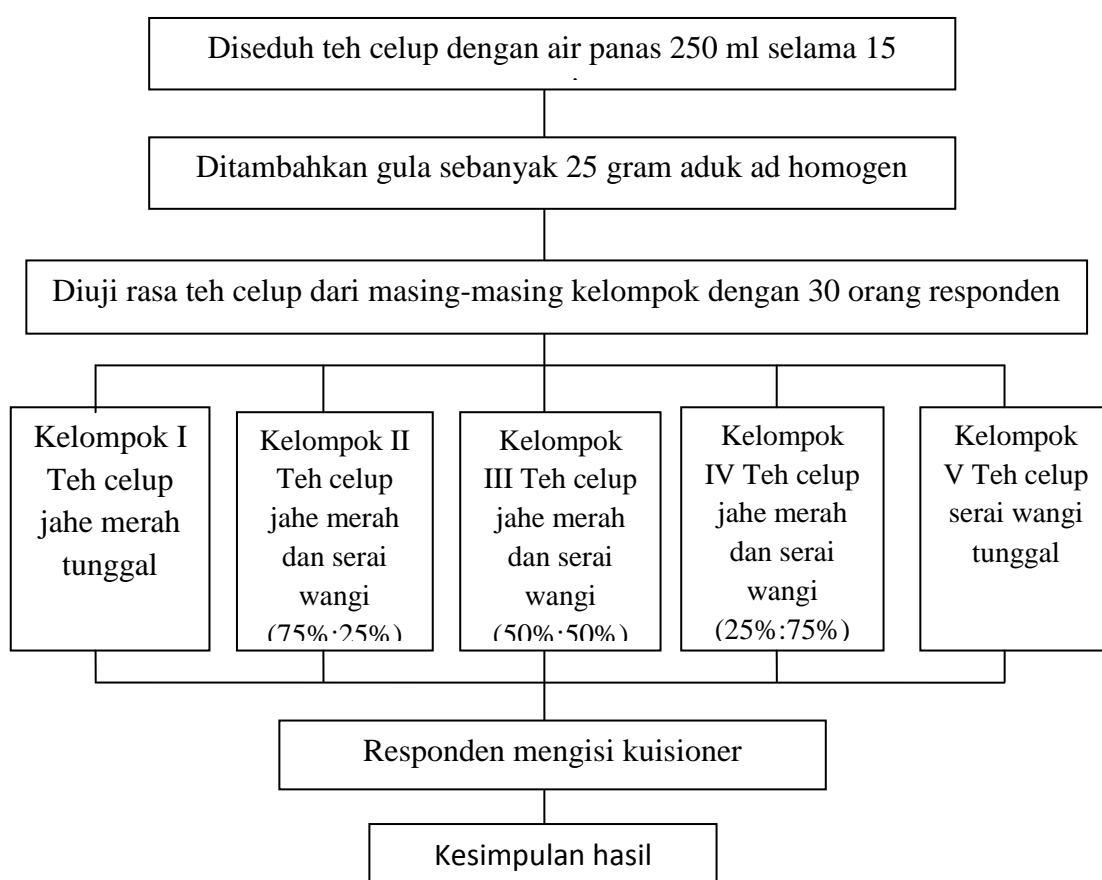 Diseduh teh celup dengan air panas 250 ml selama 15
Ditambahkan gula sebanyak 25 gram aduk ad homogen
Diuji rasa teh celup dari masing-masing kelompok dengan 30 orang responden
Kelompok I
Teh celup
jahe merah
tunggal
Kelompok II
Teh celup
jahe merah
dan serai
wangi
(75%:25%)
Kelompok
III Teh celup
jahe merah
dan serai
wangi
(50%:50%)
Kelompok
IV Teh celup
jahe merah
dan serai
wangi
(25%:75%)
Kelompok
V Teh celup
serai wangi
tunggal
Responden mengisi kuisioner
Kesimpulan hasil